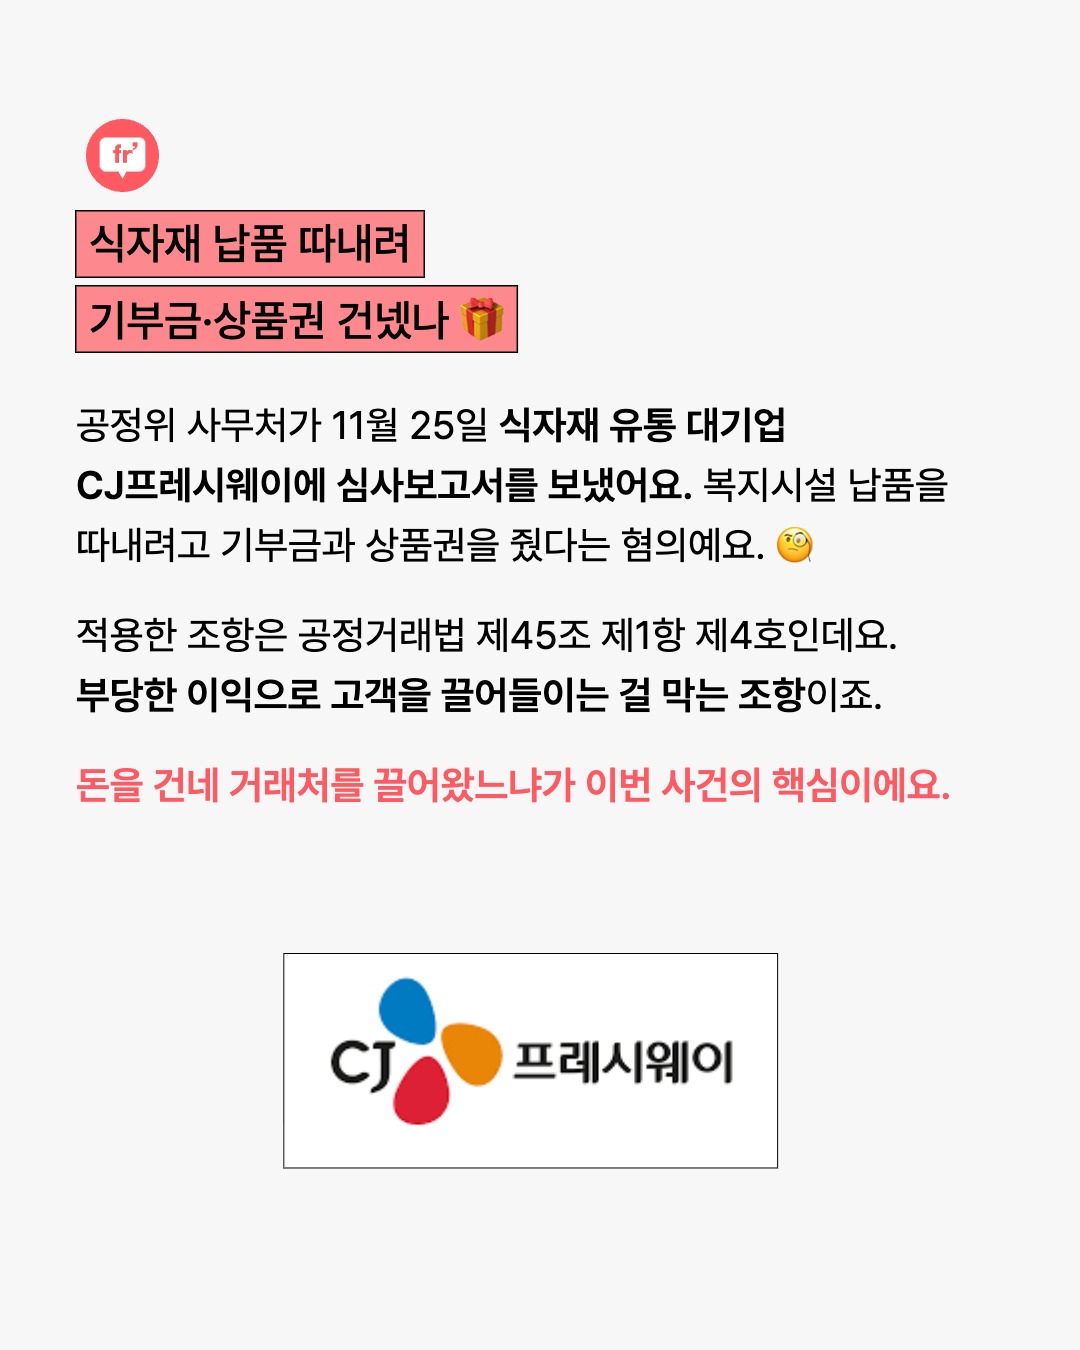 fr’
식자재 납품 따내려
기부금·상품권 건넸나 🎁
공정위 사무처가 11월 25일 식자재 유통 대기업
CJ프레시웨이에 심사보고서를 보냈어요. 복지시설 납품을
따내려고 기부금과 상품권을 줬다는 혐의예요. 🧐
적용한 조항은 공정거래법 제45조 제1항 제4호인데요.
부당한 이익으로 고객을 끌어들이는 걸 막는 조항이죠.
돈을 건네 거래처를 끌어왔느냐가 이번 사건의 핵심이에요.
CJ 프레시웨이